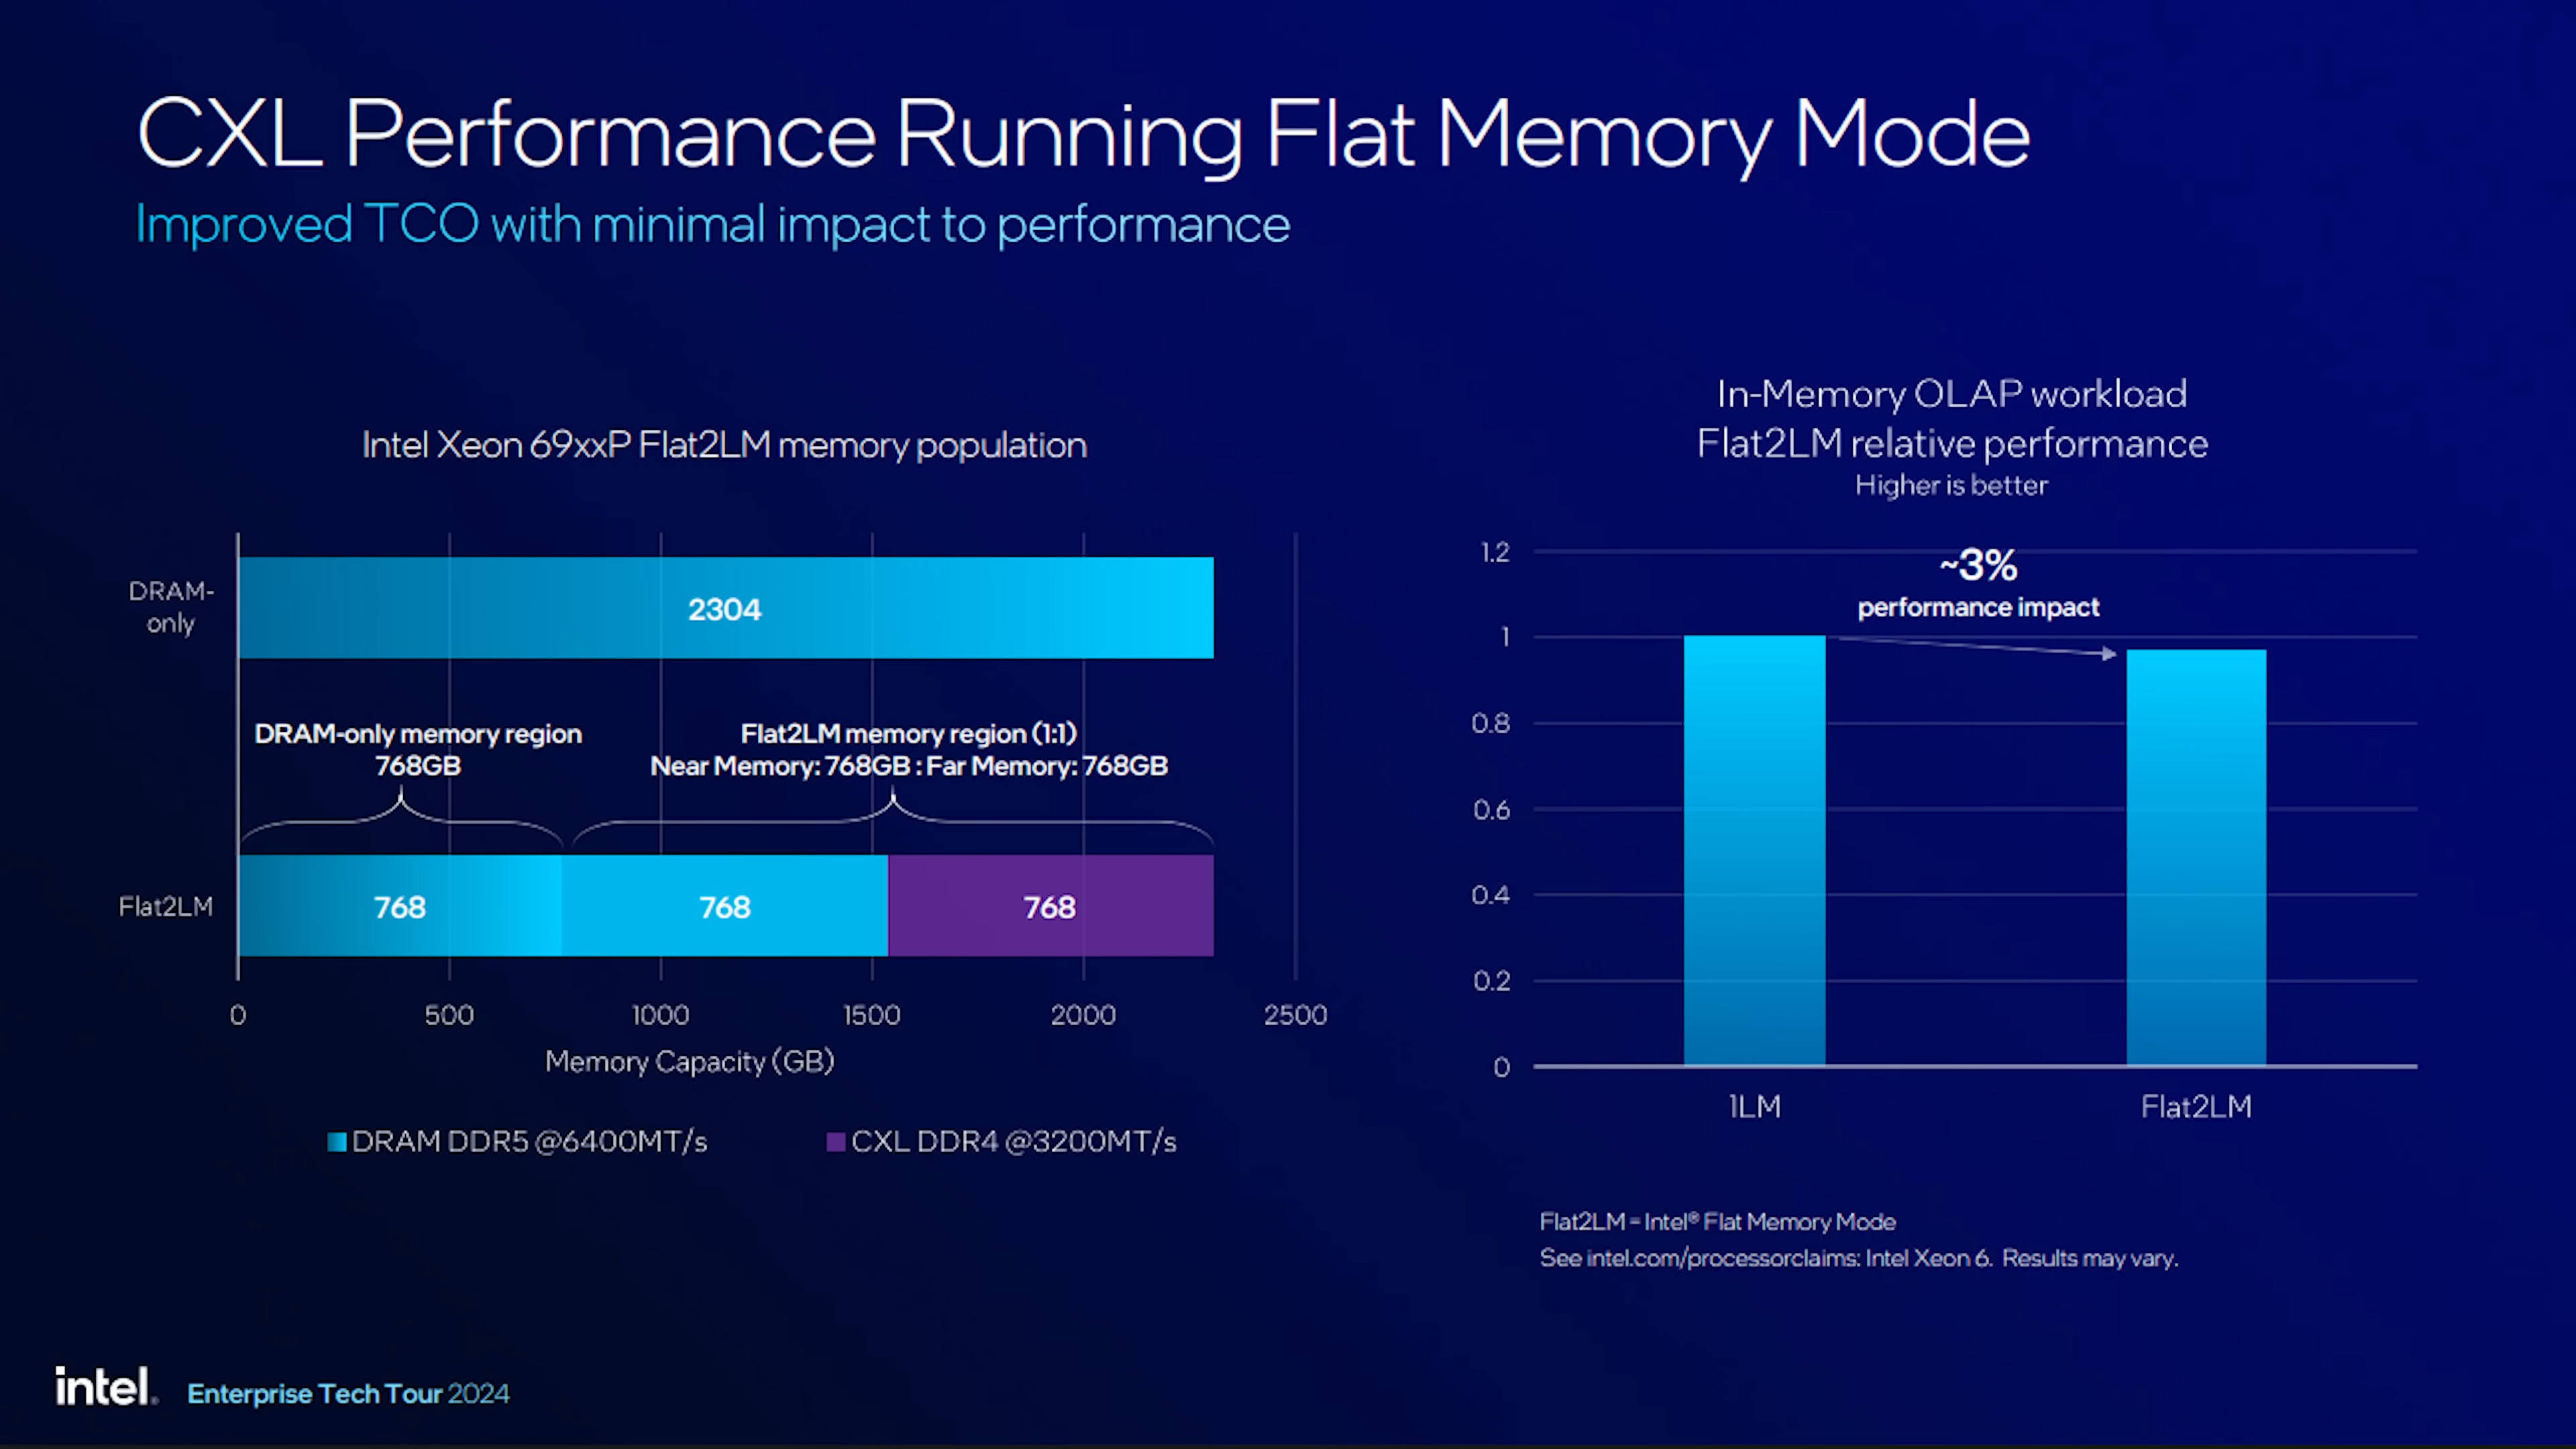 CXL Performance Running Flat Memory Mode
Improved TCO with minimal impact to performance
Intel Xeon 69xxP Flat2LM memory population
DRAM-
only
2304
DRAM-only memory region
768GB
Flat2LM memory region (1:1)
Near Memory: 768GB : Far Memory: 768GB
Flat2LM
768
768
768
0
500
1000
1500
2000
2500
Memory Capacity (GB)
DRAM DDR5 @6400MT/s
CXL DDR4 @3200MT/s
In-Memory OLAP workload
Flat2LM relative performance
Higher is better
1.2
1
0.8
0.6
0.4
0.2
0
~3%
performance impact
1LM
Flat2LM
Flat2LM = Intel® Flat Memory Mode
See intel.com/processorclaims: Intel Xeon 6. Results may vary.
intel.
Enterprise Tech Tour 2024